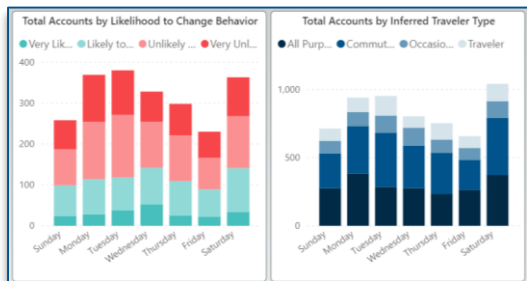 Total Accounts by Likelihood to Change Behavior
Very Lik... Likely to... Unlikely ... Very Unl...
400
300
200
100
0
Sunday
Monday
Tuesday
Wednesday
Thursday
Friday
Saturday
Total Accounts by Inferred Traveler Type
All Purp... Commut... Occasio... Traveler
1,000
500
0
Sunday
Monday
Tuesday
Wednesday
Thursday
Friday
Saturday